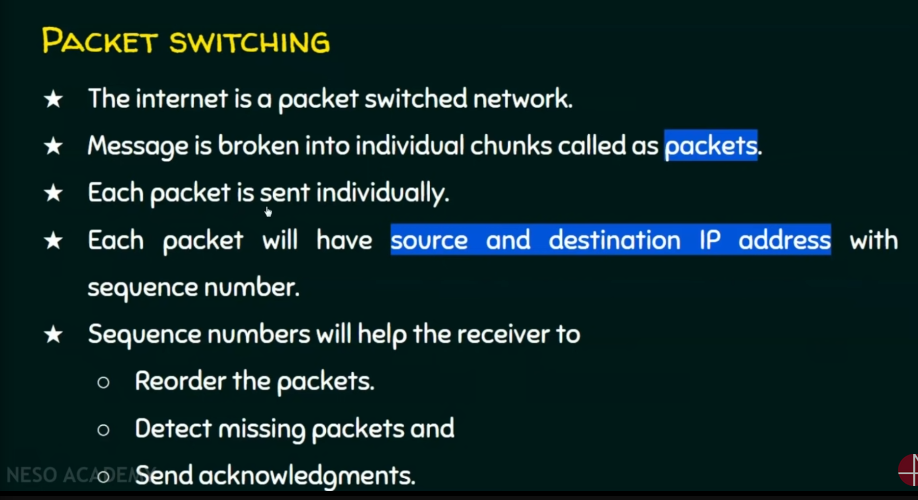 PACKET SWITCHING
★ The internet is a packet switched network.
★ Message is broken into individual chunks called as packets.
★ Each packet is sent individually.
★ Each packet will have source and destination IP address with
sequence number.
★ Sequence numbers will help the receiver to
○ Reorder the packets.
○ Detect missing packets and
○ Send acknowledgments.
NESO ACADEMY
N